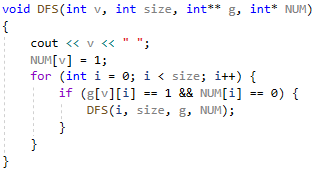 void DFS(int v, int size, int** g, int* NUM)
{
    cout << v << " ";
    NUM[v] = 1;
    for (int i = 0; i < size; i++) {
        if (g[v][i] == 1 && NUM[i] == 0) {
            DFS(i, size, g, NUM);
        }
    }
}